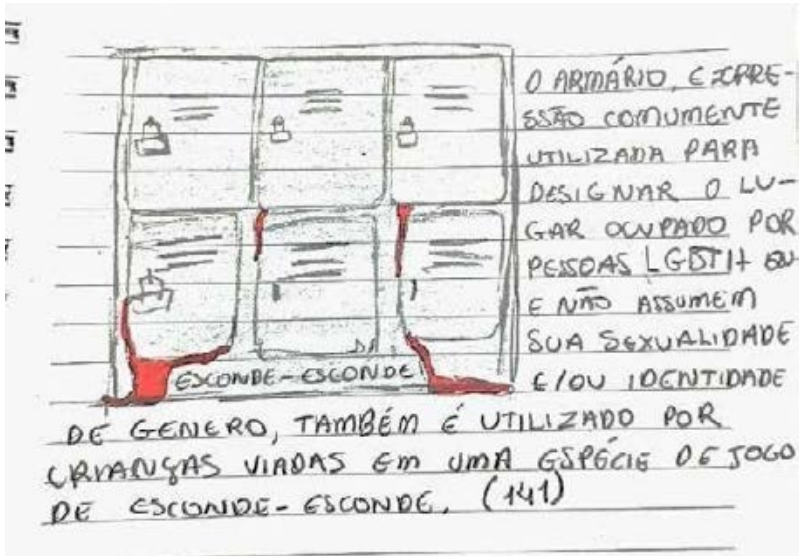 O ARMÁRIO, EXPRE-
SSÃO COMUMENTE
UTILIZADA PARA
DESIGNAR O LU-
GAR OCUPADO POR
PESSOAS LGBTI+ QU
E NÃO ASSUMEM
SUA SEXUALIDADE
E/OU IDENTIDADE
DE GENERO, TAMBÉM É UTILIZADO POR
CRIANÇAS VIADAS EM UMA ESPÉCIE DE JOGO
DE ESCONDE-ESCONDE. (141)
ESCONDE-ESCONDE